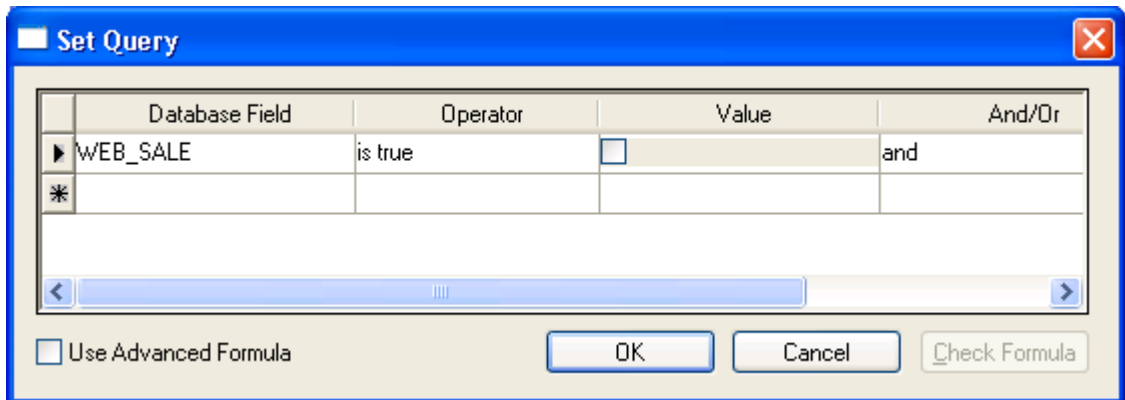 Set Query
Database Field Operator Value And/Or
WEB_SALE is true and
Use Advanced Formula OK Cancel Check Formula